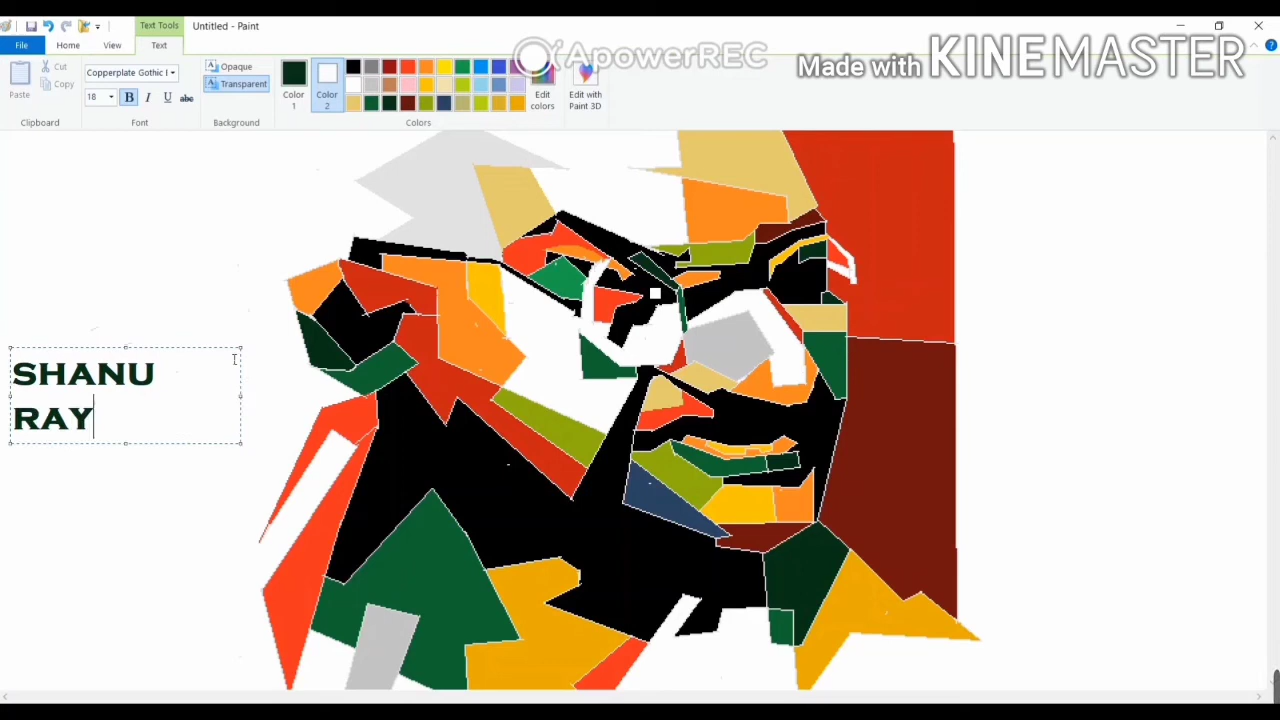 Text Tools
Untitled - Paint
File
Home
View
Text
Paste
Cut
Copy
Copperplate Gothic I
18
B I U abc
Opaque
Transparent
Color 1
Color 2
Edit colors
Edit with Paint 3D
Clipboard
Font
Background
Colors
ApowerREC
Made with KINEMASTER
SHANU
RAY